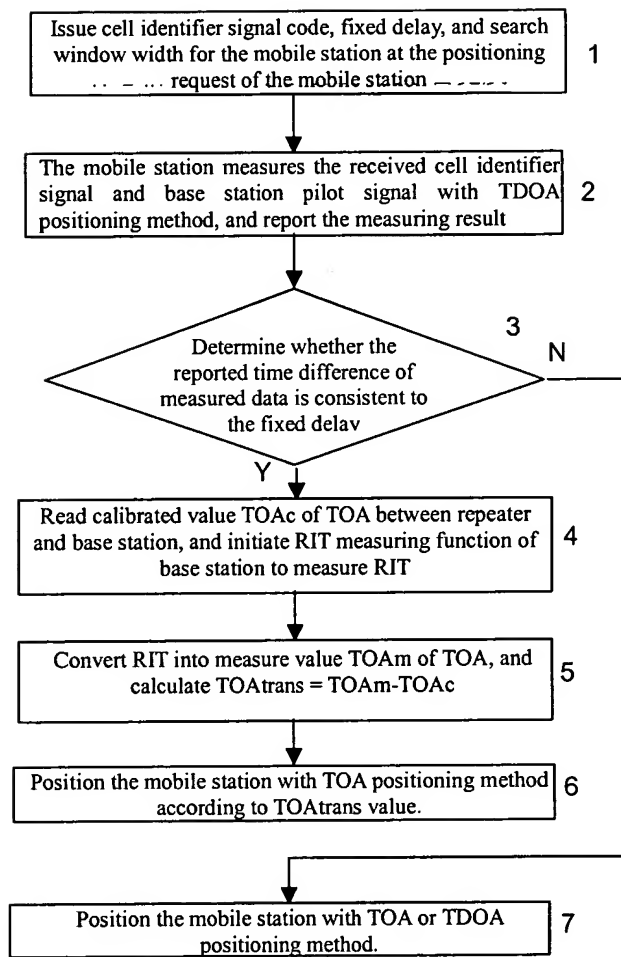 Issue cell identifier signal code, fixed delay, and search
window width for the mobile station at the positioning
request of the mobile station
1
The mobile station measures the received cell identifier
signal and base station pilot signal with TDOA
positioning method, and report the measuring result
2
3
N
Determine whether the
reported time difference of
measured data is consistent to
the fixed delay
Y
Read calibrated value TOAc of TOA between repeater
and base station, and initiate RIT measuring function of
base station to measure RIT
4
Convert RIT into measure value TOAm of TOA, and
calculate TOAtrans = TOAm-TOAc
5
Position the mobile station with TOA positioning method
according to TOAtrans value.
6
Position the mobile station with TOA or TDOA
positioning method.
7